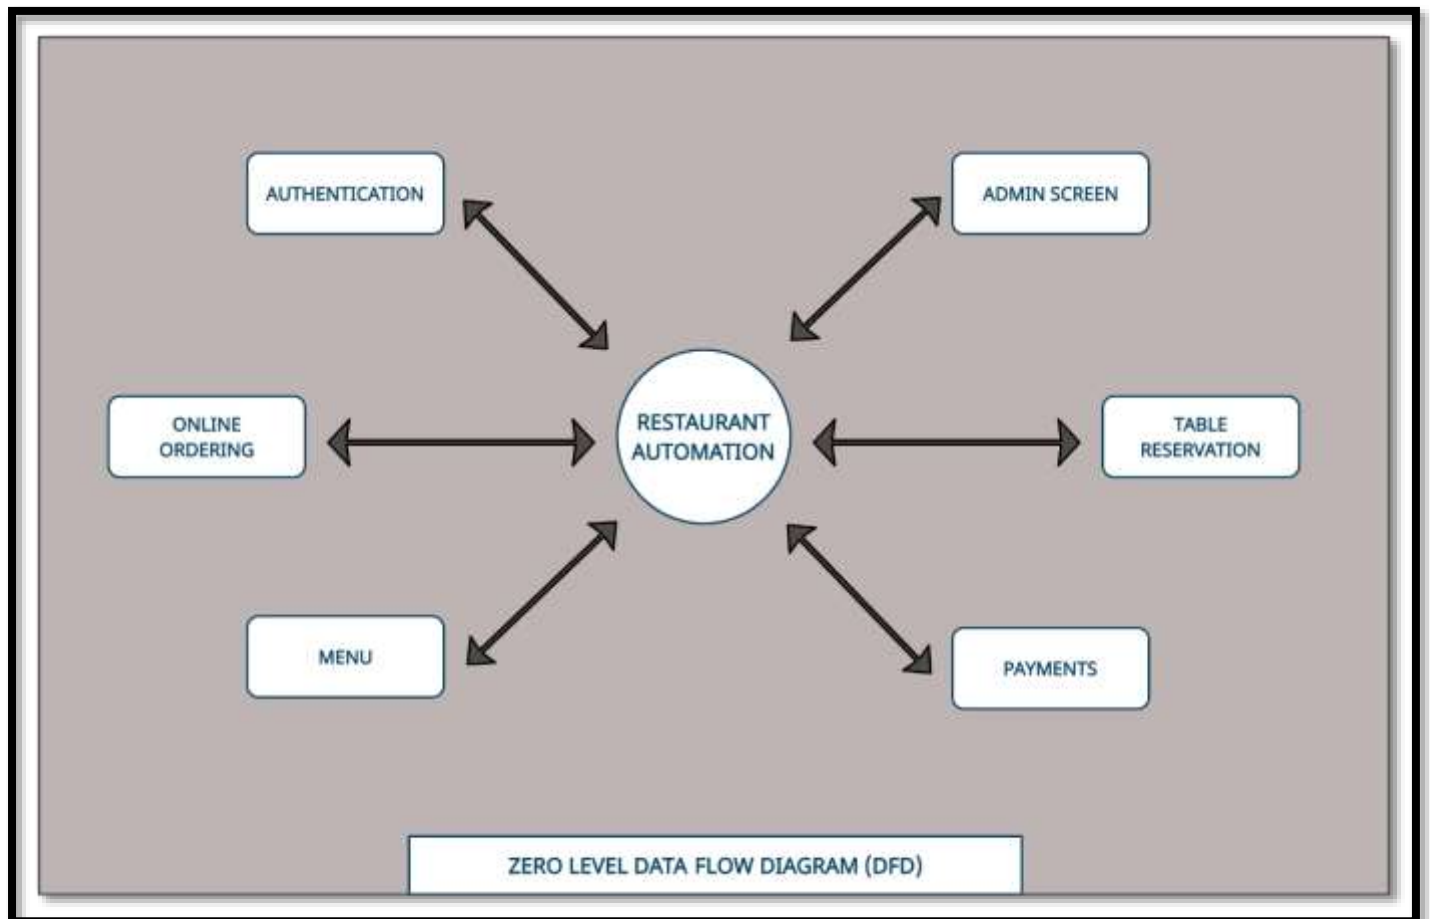 AUTHENTICATION
ADMIN SCREEN
ONLINE
ORDERING
RESTAURANT
AUTOMATION
TABLE
RESERVATION
MENU
PAYMENTS
ZERO LEVEL DATA FLOW DIAGRAM (DFD)